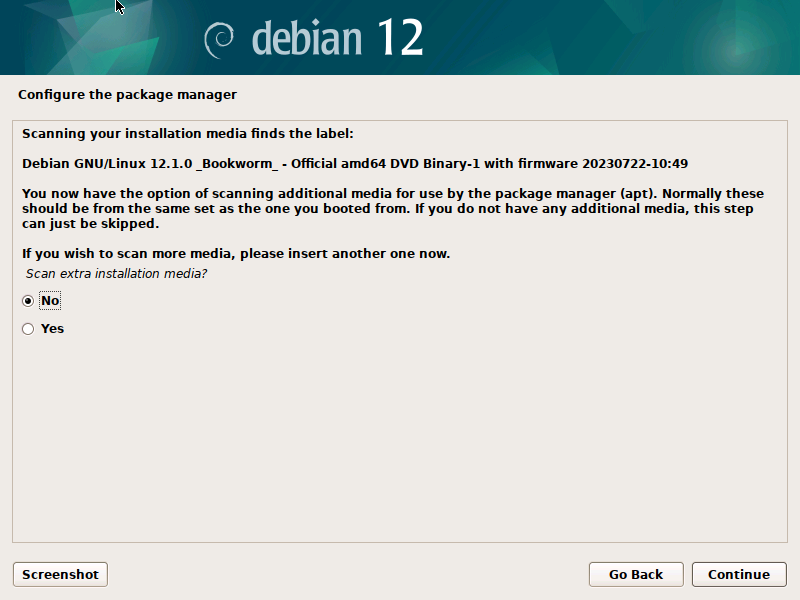 debian 12
Configure the package manager
Scanning your installation media finds the label:
Debian GNU/Linux 12.1.0 _Bookworm_ - Official amd64 DVD Binary-1 with firmware 20230722-10:49
You now have the option of scanning additional media for use by the package manager (apt). Normally these
should be from the same set as the one you booted from. If you do not have any additional media, this step
can just be skipped.
If you wish to scan more media, please insert another one now.
Scan extra installation media?
No
Yes
Screenshot Go Back Continue